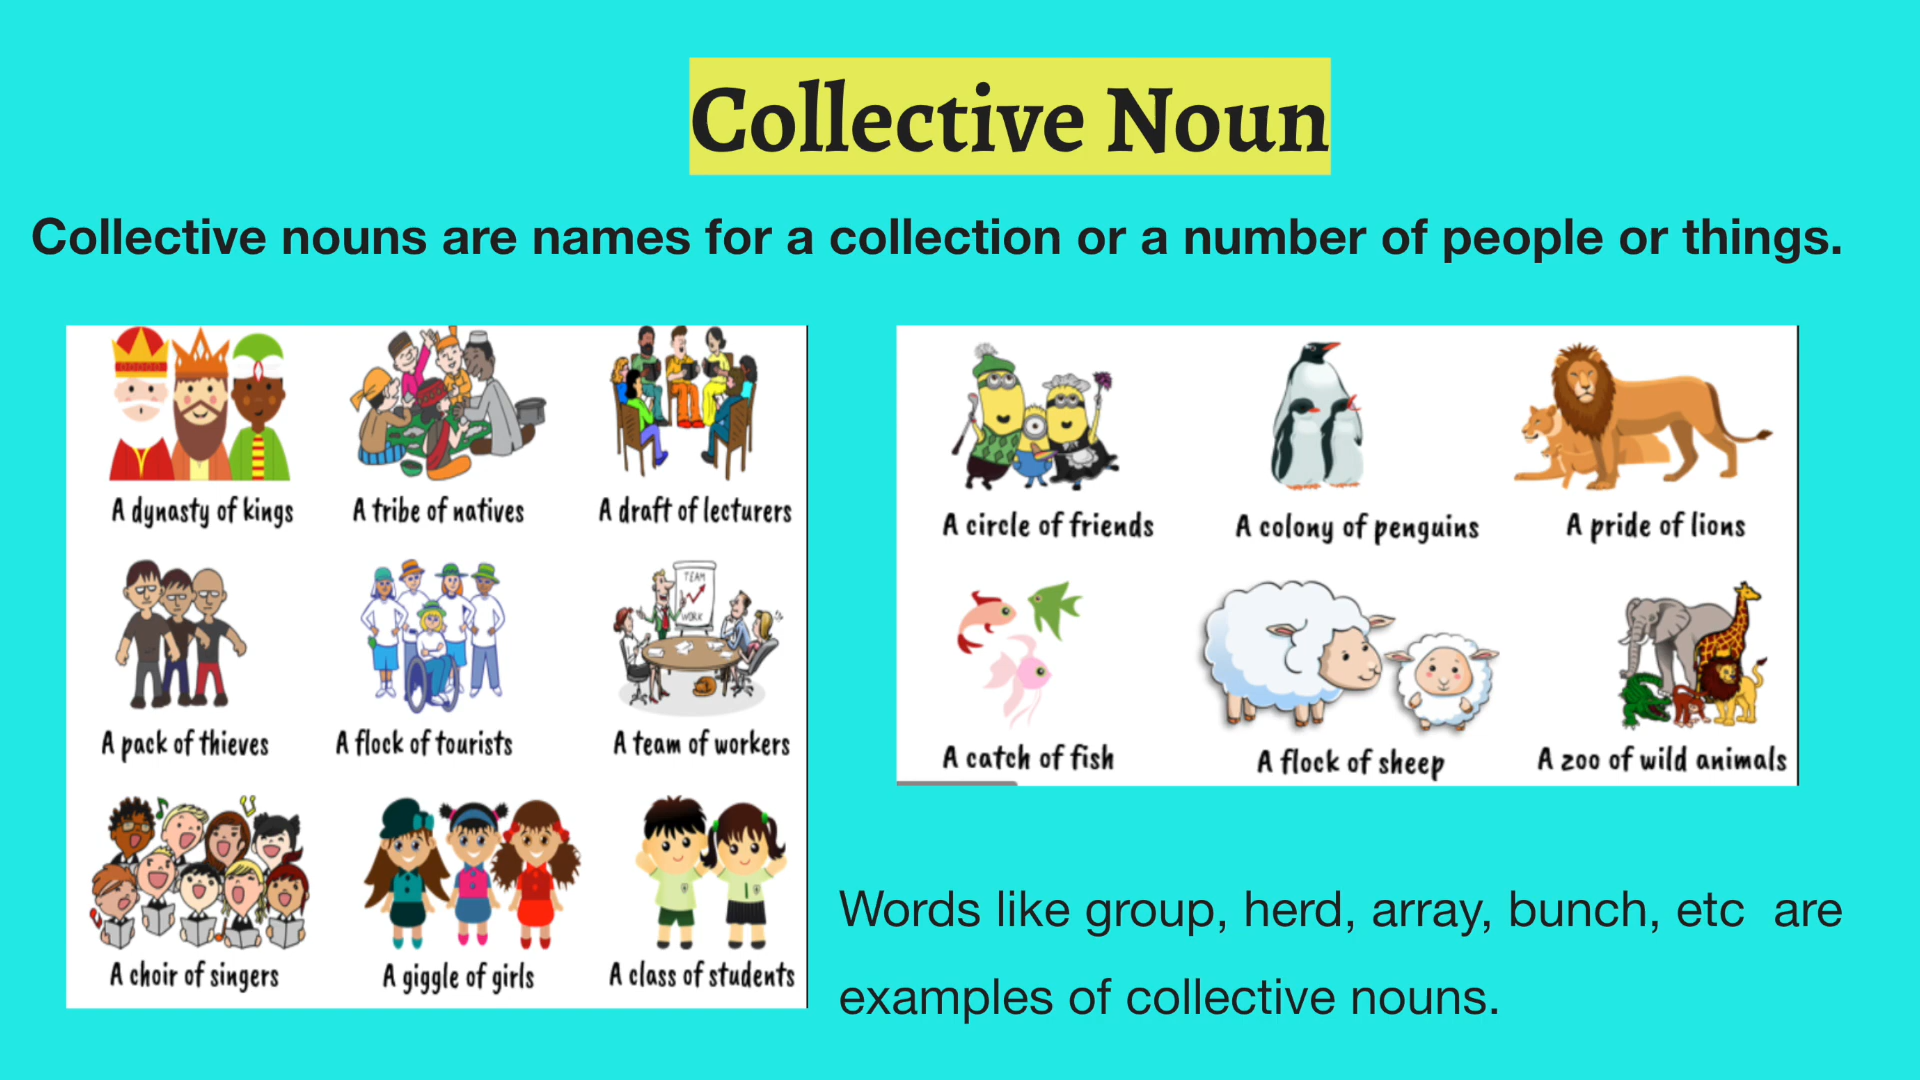 Collective Noun
Collective nouns are names for a collection or a number of people or things.
A dynasty of kings
A tribe of natives
A draft of lecturers
TEAM
WORK
A pack of thieves
A flock of tourists
A team of workers
A choir of singers
A giggle of girls
A class of students
A circle of friends
A colony of penguins
A pride of lions
A catch of fish
A flock of sheep
A zoo of wild animals
Words like group, herd, array, bunch, etc  are
examples of collective nouns.